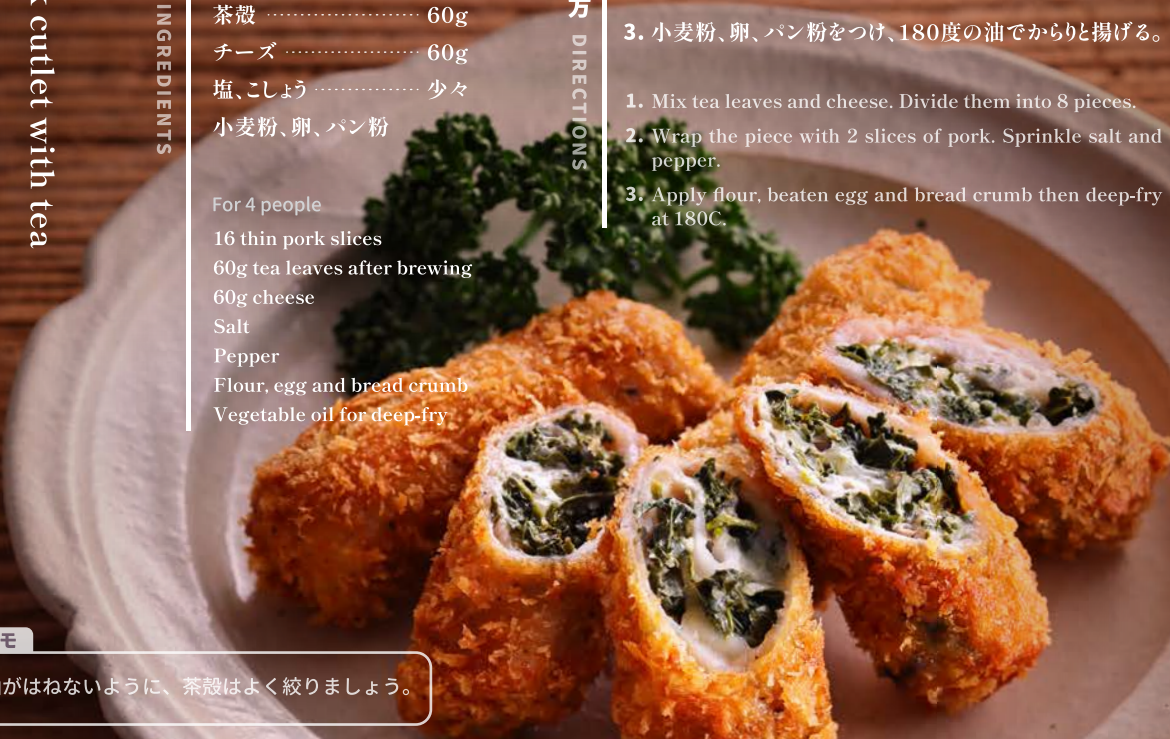 cutlet with tea
INGREDIENTS
茶殻 60g
チーズ 60g
塩、こしょう 少々
小麦粉、卵、パン粉
For 4 people
16 thin pork slices
60g tea leaves after brewing
60g cheese
Salt
Pepper
Flour, egg and bread crumb
Vegetable oil for deep-fry
方 DIRECTIONS
3. 小麦粉、卵、パン粉をつけ、180度の油でからりと揚げる。
1. Mix tea leaves and cheese. Divide them into 8 pieces.
2. Wrap the piece with 2 slices of pork. Sprinkle salt and
pepper.
3. Apply flour, beaten egg and bread crumb then deep-fry
at 180C.
モ
がはねないように、茶殻はよく絞りましょう。